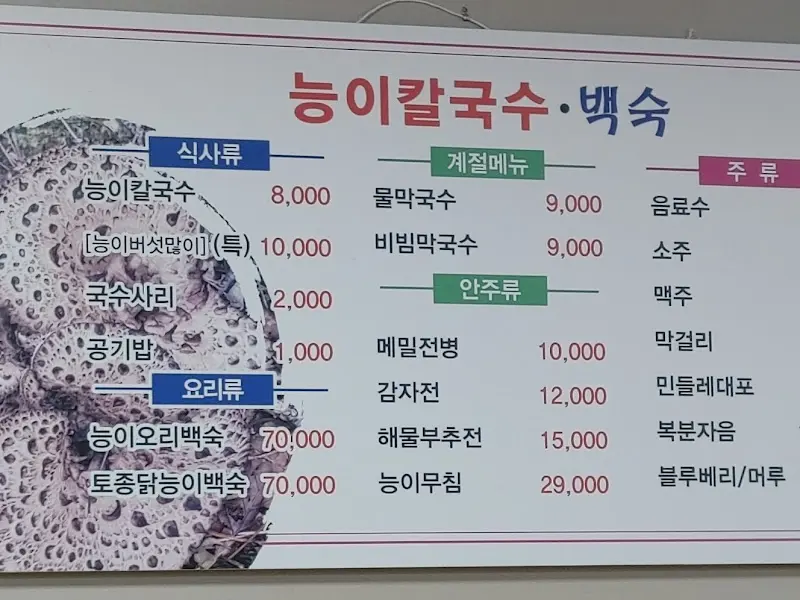 능이칼국수·백숙
식사류
능이칼국수 8,000
[능이버섯많이](특) 10,000
국수사리 2,000
공기밥 1,000
요리류
능이오리백숙 70,000
토종닭능이백숙 70,000
계절메뉴
물막국수 9,000
비빔막국수 9,000
안주류
메밀전병 10,000
감자전 12,000
해물부추전 15,000
능이무침 29,000
주류
음료수
소주
맥주
막걸리
민들레대포
복분자음
블루베리/머루